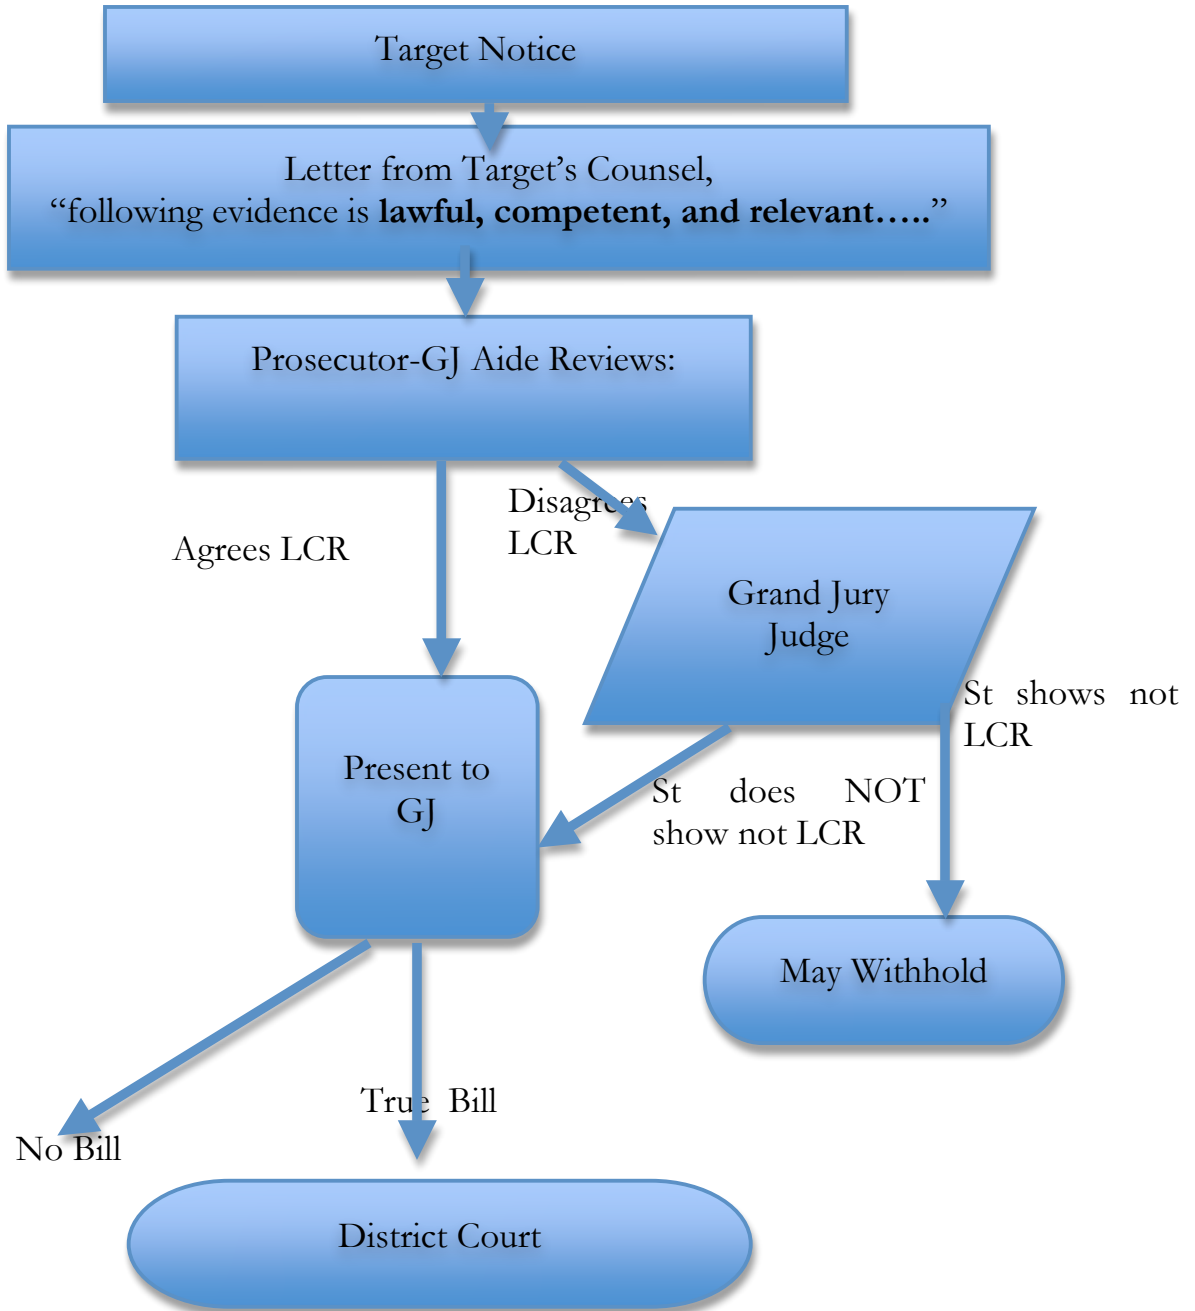 Target Notice
Letter from Target’s Counsel,
“following evidence is lawful, competent, and relevant…..”
Prosecutor-GJ Aide Reviews:
Agrees LCR
Disagrees
LCR
Grand Jury
Judge
St shows not
LCR
Present to
GJ
St does NOT
show not LCR
May Withhold
True Bill
No Bill
District Court